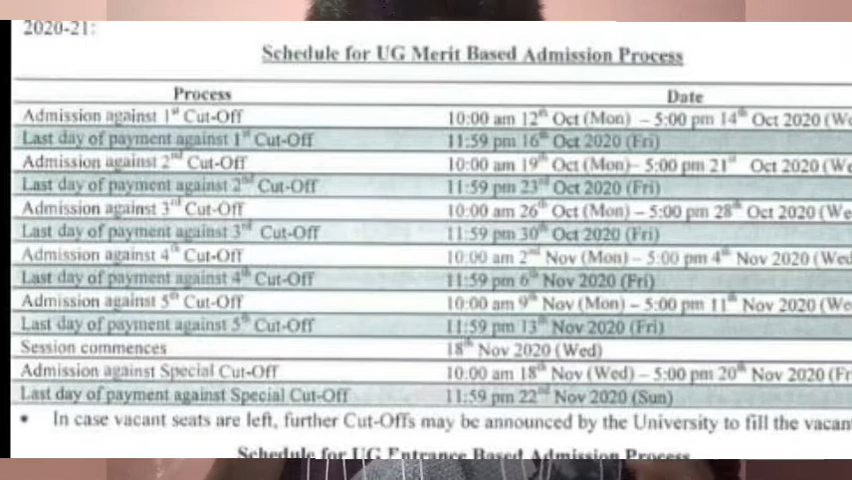 2020-21:
Schedule for UG Merit Based Admission Process
Process Date
Admission against 1st Cut-Off 10:00 am 12th Oct (Mon) – 5:00 pm 14th Oct 2020 (We
Last day of payment against 1st Cut-Off 11:59 pm 16th Oct 2020 (Fri)
Admission against 2nd Cut-Off 10:00 am 19th Oct (Mon)– 5:00 pm 21st Oct 2020 (We
Last day of payment against 2nd Cut-Off 11:59 pm 23rd Oct 2020 (Fri)
Admission against 3rd Cut-Off 10:00 am 26th Oct (Mon) – 5:00 pm 28th Oct 2020 (We
Last day of payment against 3rd Cut-Off 11:59 pm 30th Oct 2020 (Fri)
Admission against 4th Cut-Off 10:00 am 2nd Nov (Mon) – 5:00 pm 4th Nov 2020 (Wed
Last day of payment against 4th Cut-Off 11:59 pm 6th Nov 2020 (Fri)
Admission against 5th Cut-Off 10:00 am 9th Nov (Mon) – 5:00 pm 11th Nov 2020 (We
Last day of payment against 5th Cut-Off 11:59 pm 13th Nov 2020 (Fri)
Session commences 18th Nov 2020 (Wed)
Admission against Special Cut-Off 10:00 am 18th Nov (Wed) – 5:00 pm 20th Nov 2020 (Fr
Last day of payment against Special Cut-Off 11:59 pm 22nd Nov 2020 (Sun)
• In case vacant seats are left, further Cut-Offs may be announced by the University to fill the vacan
Schedule for UG Entrance Based Admission Process